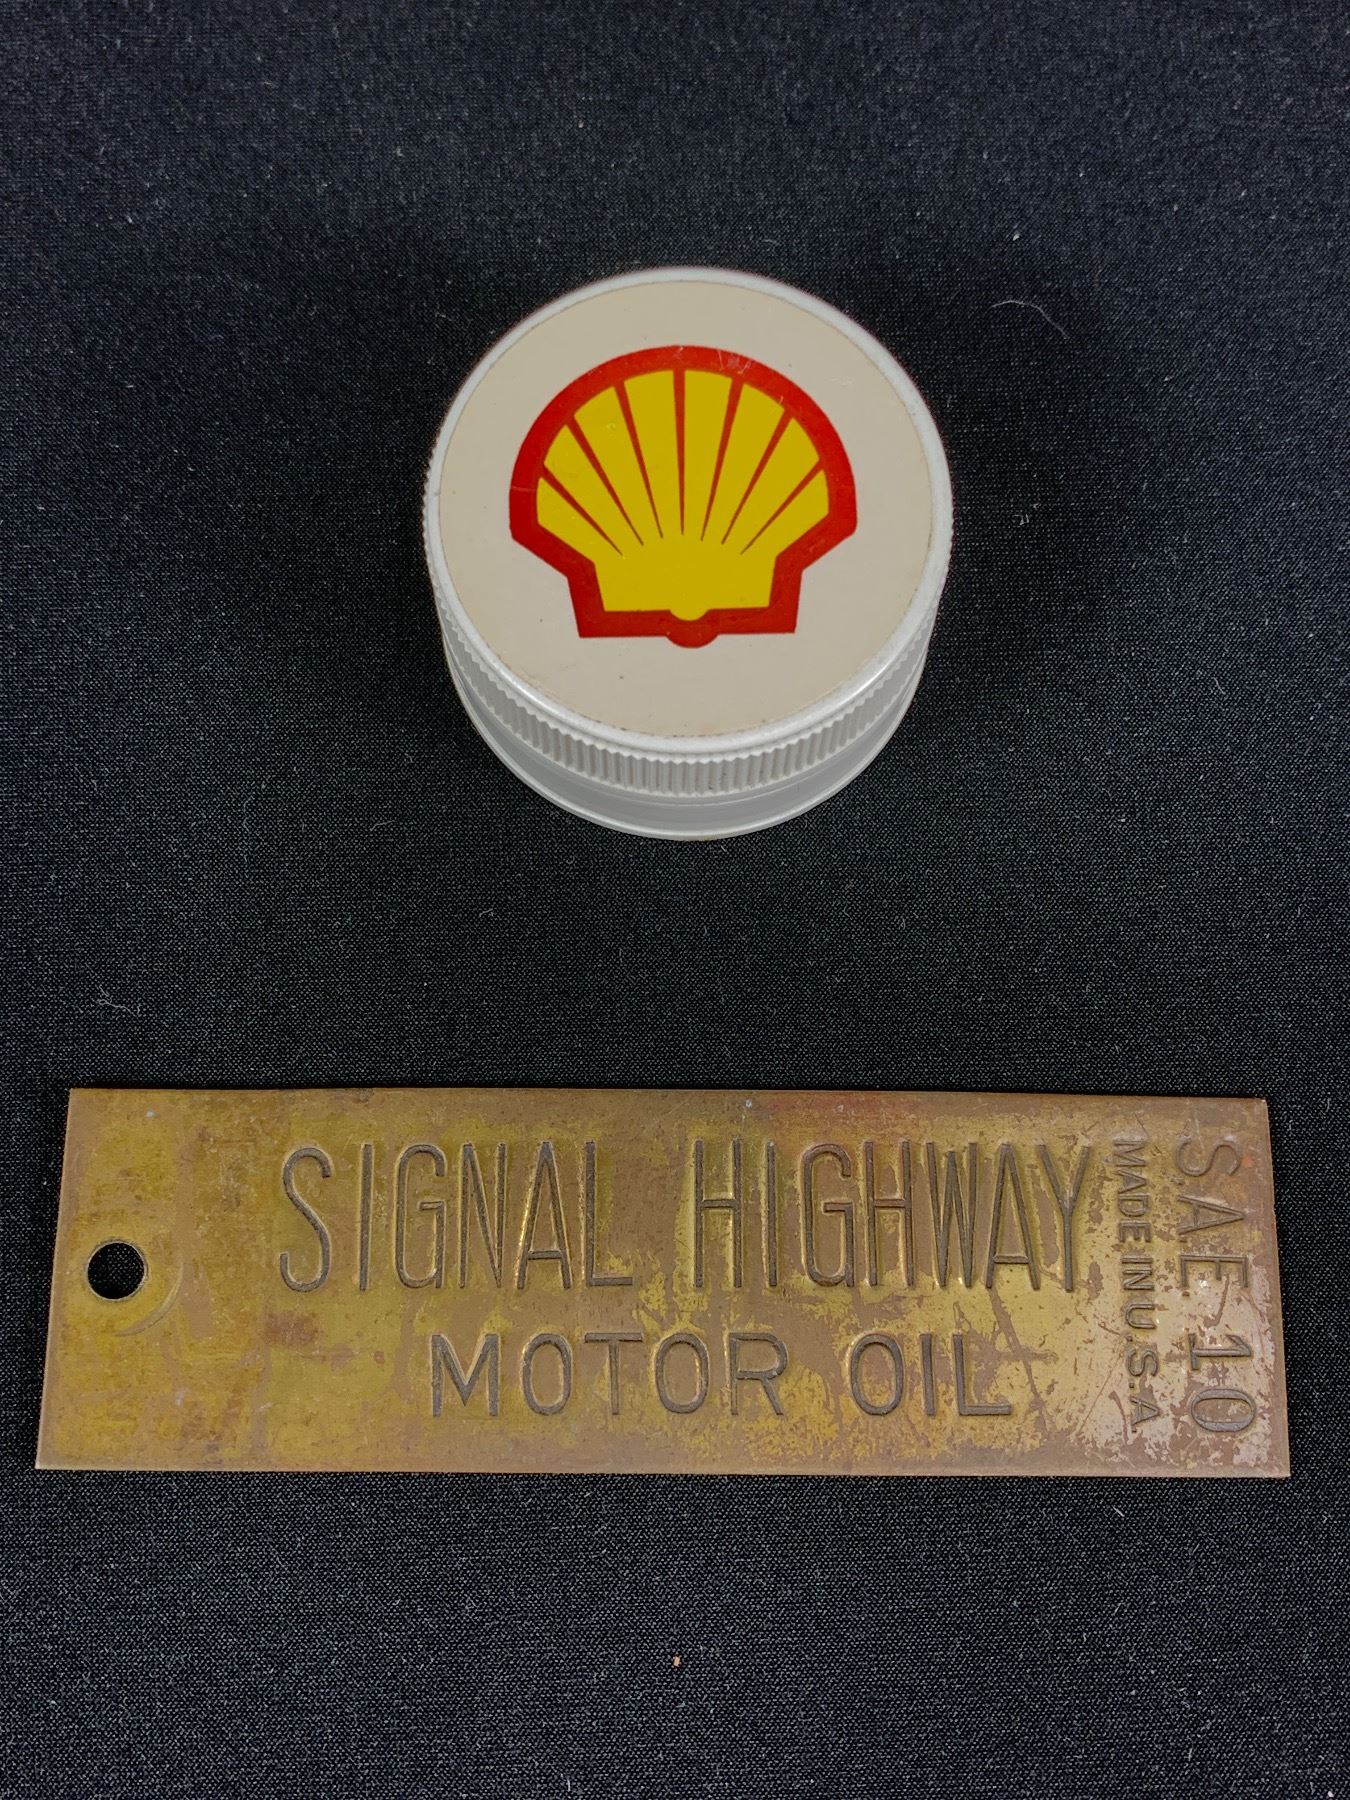 SIGNAL HIGHWAY
MOTOR OIL
MADE IN U.S.A
S.A.E. 10